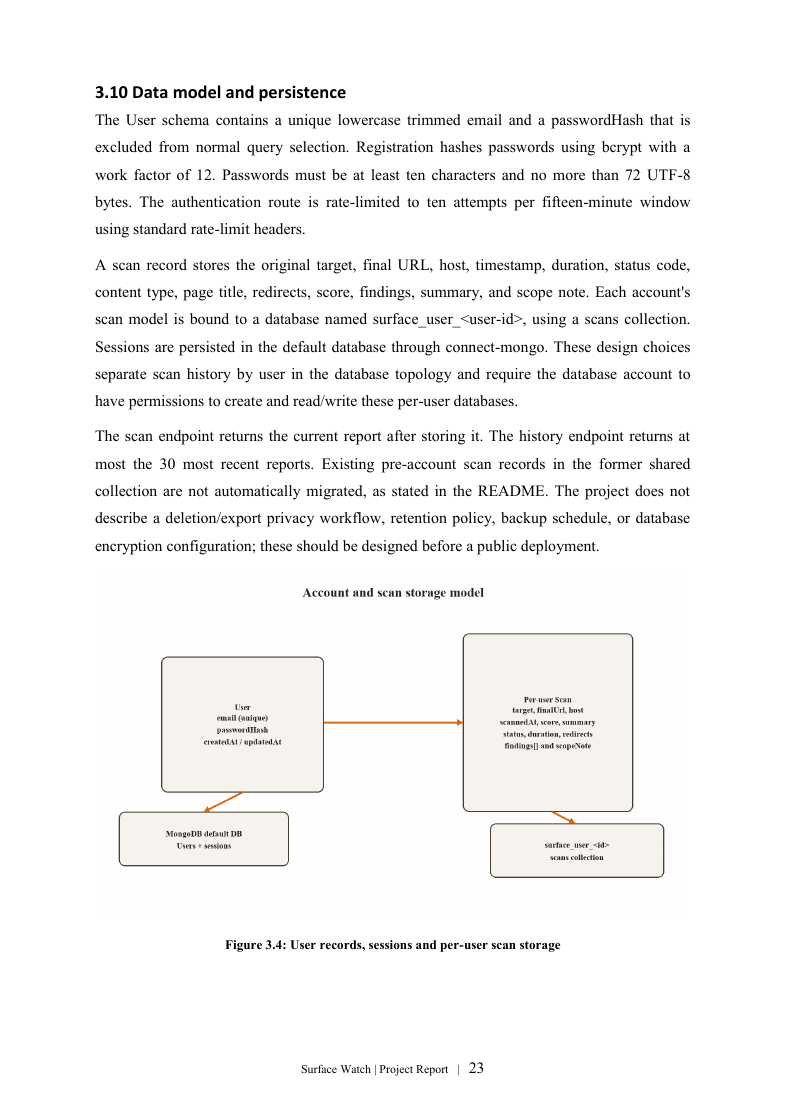 3.10 Data model and persistence
The User schema contains a unique lowercase trimmed email and a passwordHash that is
excluded from normal query selection. Registration hashes passwords using bcrypt with a
work factor of 12. Passwords must be at least ten characters and no more than 72 UTF-8
bytes. The authentication route is rate-limited to ten attempts per fifteen-minute window
using standard rate-limit headers.
A scan record stores the original target, final URL, host, timestamp, duration, status code,
content type, page title, redirects, score, findings, summary, and scope note. Each account's
scan model is bound to a database named surface_user_<user-id>, using a scans collection.
Sessions are persisted in the default database through connect-mongo. These design choices
separate scan history by user in the database topology and require the database account to
have permissions to create and read/write these per-user databases.
The scan endpoint returns the current report after storing it. The history endpoint returns at
most the 30 most recent reports. Existing pre-account scan records in the former shared
collection are not automatically migrated, as stated in the README. The project does not
describe a deletion/export privacy workflow, retention policy, backup schedule, or database
encryption configuration; these should be designed before a public deployment.
Account and scan storage model
User
email (unique)
passwordHash
createdAt / updatedAt
Per-user Scan
target, finalUrl, host
scannedAt, score, summary
status, duration, redirects
findings[] and scopeNote
MongoDB default DB
Users + sessions
surface_user_<id>
scans collection
Figure 3.4: User records, sessions and per-user scan storage
Surface Watch | Project Report | 23